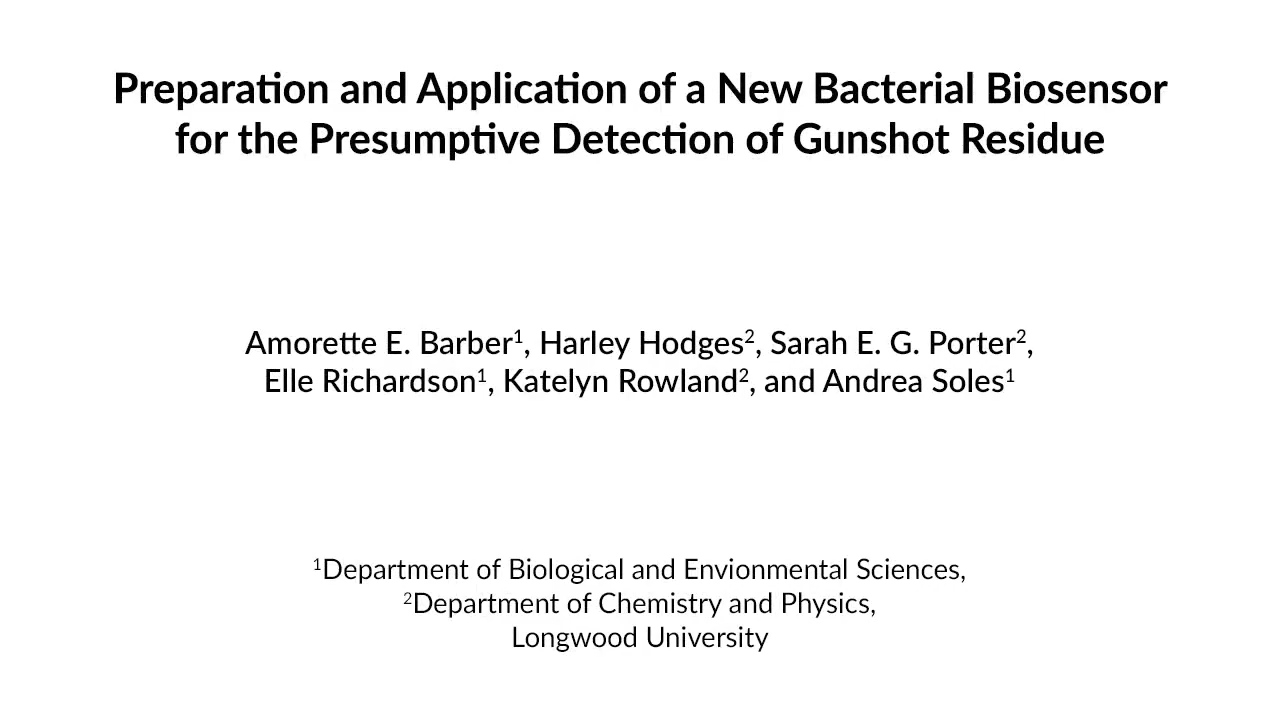 Preparation and Application of a New Bacterial Biosensor
for the Presumptive Detection of Gunshot Residue
Amorette E. Barber¹, Harley Hodges², Sarah E. G. Porter²,
Elle Richardson¹, Katelyn Rowland², and Andrea Soles¹
¹Department of Biological and Envionmental Sciences,
²Department of Chemistry and Physics,
Longwood University